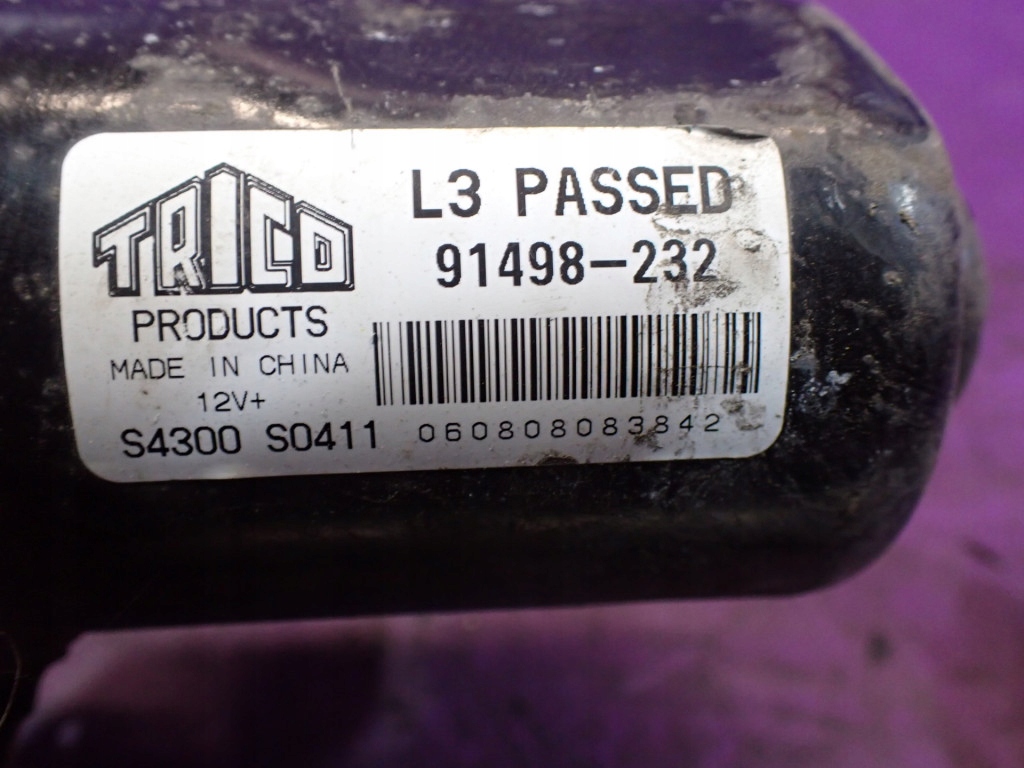 TRICO
PRODUCTS
MADE IN CHINA
12V+
S4300 S0411
L3 PASSED
91498-232
060808083842